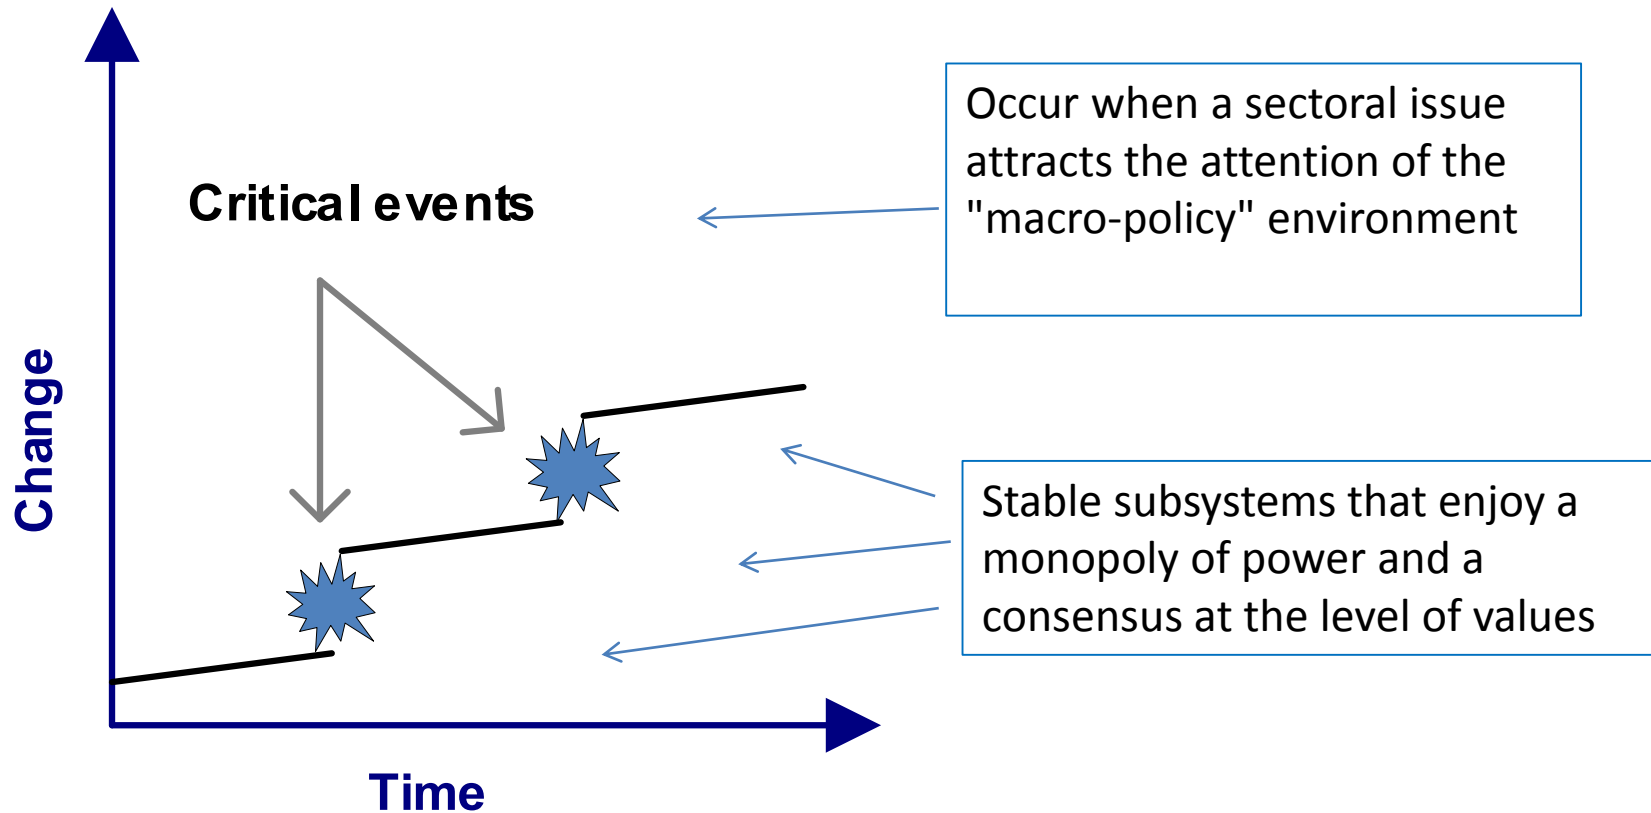 Occur when a sectoral issue
attracts the attention of the
"macro-policy" environment
Critical events
Change
Stable subsystems that enjoy a
monopoly of power and a
consensus at the level of values
Time